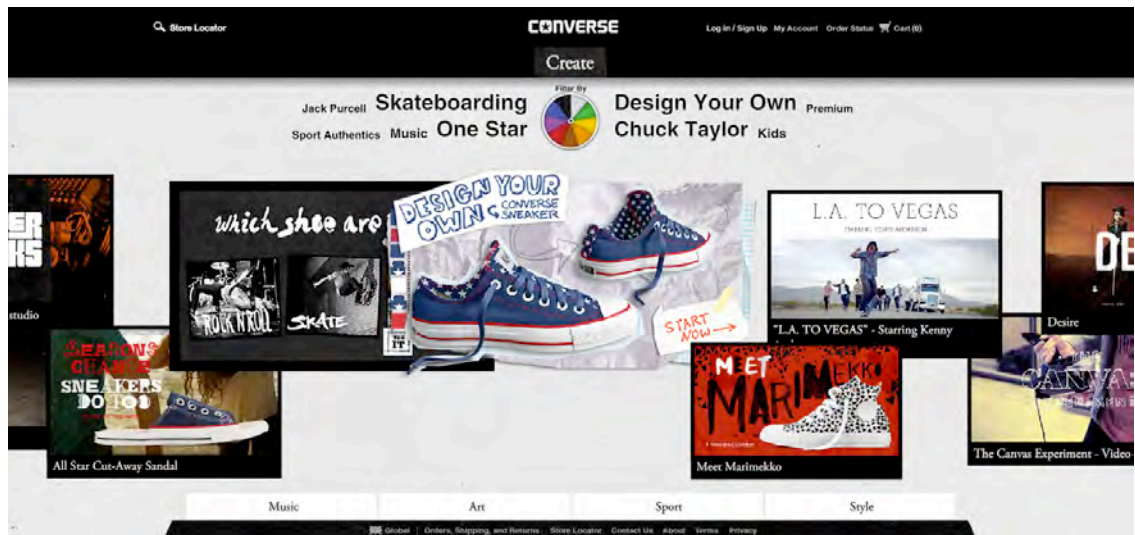 Store Locator
CONVERSE
Log in / Sign Up My Account Order Status Cart (0)
Create
Filter By
Jack Purcell Skateboarding
Design Your Own Premium
Sport Authentics Music One Star
Chuck Taylor Kids
Which shoe are
ROCK N ROLL
SKATE
DESIGN YOUR
OWN
CONVERSE
SNEAKER
START
NOW
L.A. TO VEGAS
"L.A. TO VEGAS" - Starring Kenny
DE
Desire
KS
studio
SEASONS
CHANGE
SNEAKERS
DO TOO
All Star Cut-Away Sandal
MEET
MARIMEKKO
Meet Marimekko
THE
CANVAS
The Canvas Experiment - Video
Music
Art
Sport
Style
Global | Orders, Shipping, and Returns Store Locator Contact Us About Terms Privacy